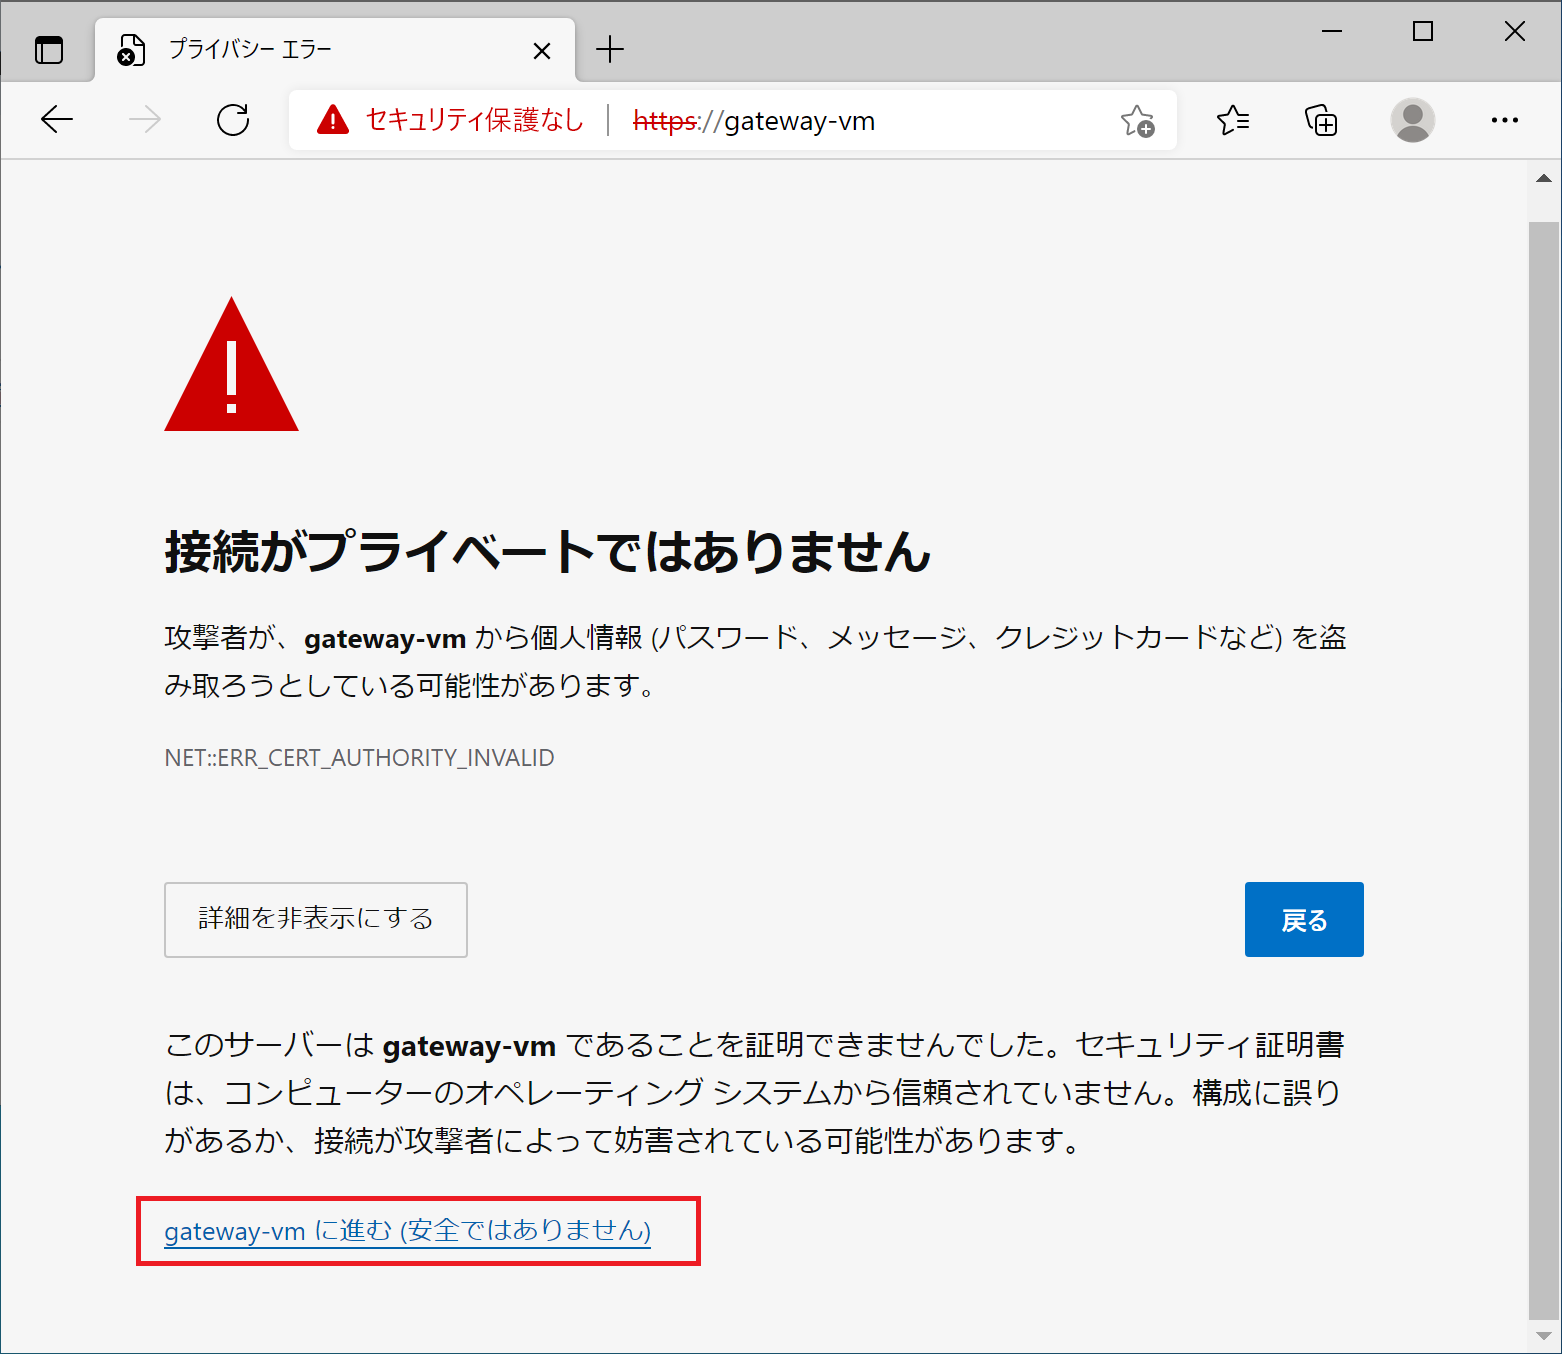 プライバシー エラー
セキュリティ保護なし https://gateway-vm
接続がプライベートではありません
攻撃者が、gateway-vm から個人情報 (パスワード、メッセージ、クレジットカードなど) を盗
み取ろうとしている可能性があります。
NET::ERR_CERT_AUTHORITY_INVALID
詳細を非表示にする
戻る
このサーバーは gateway-vm であることを証明できませんでした。セキュリティ証明書
は、コンピューターのオペレーティング システムから信頼されていません。構成に誤り
があるか、接続が攻撃者によって妨害されている可能性があります。
gateway-vm に進む (安全ではありません)